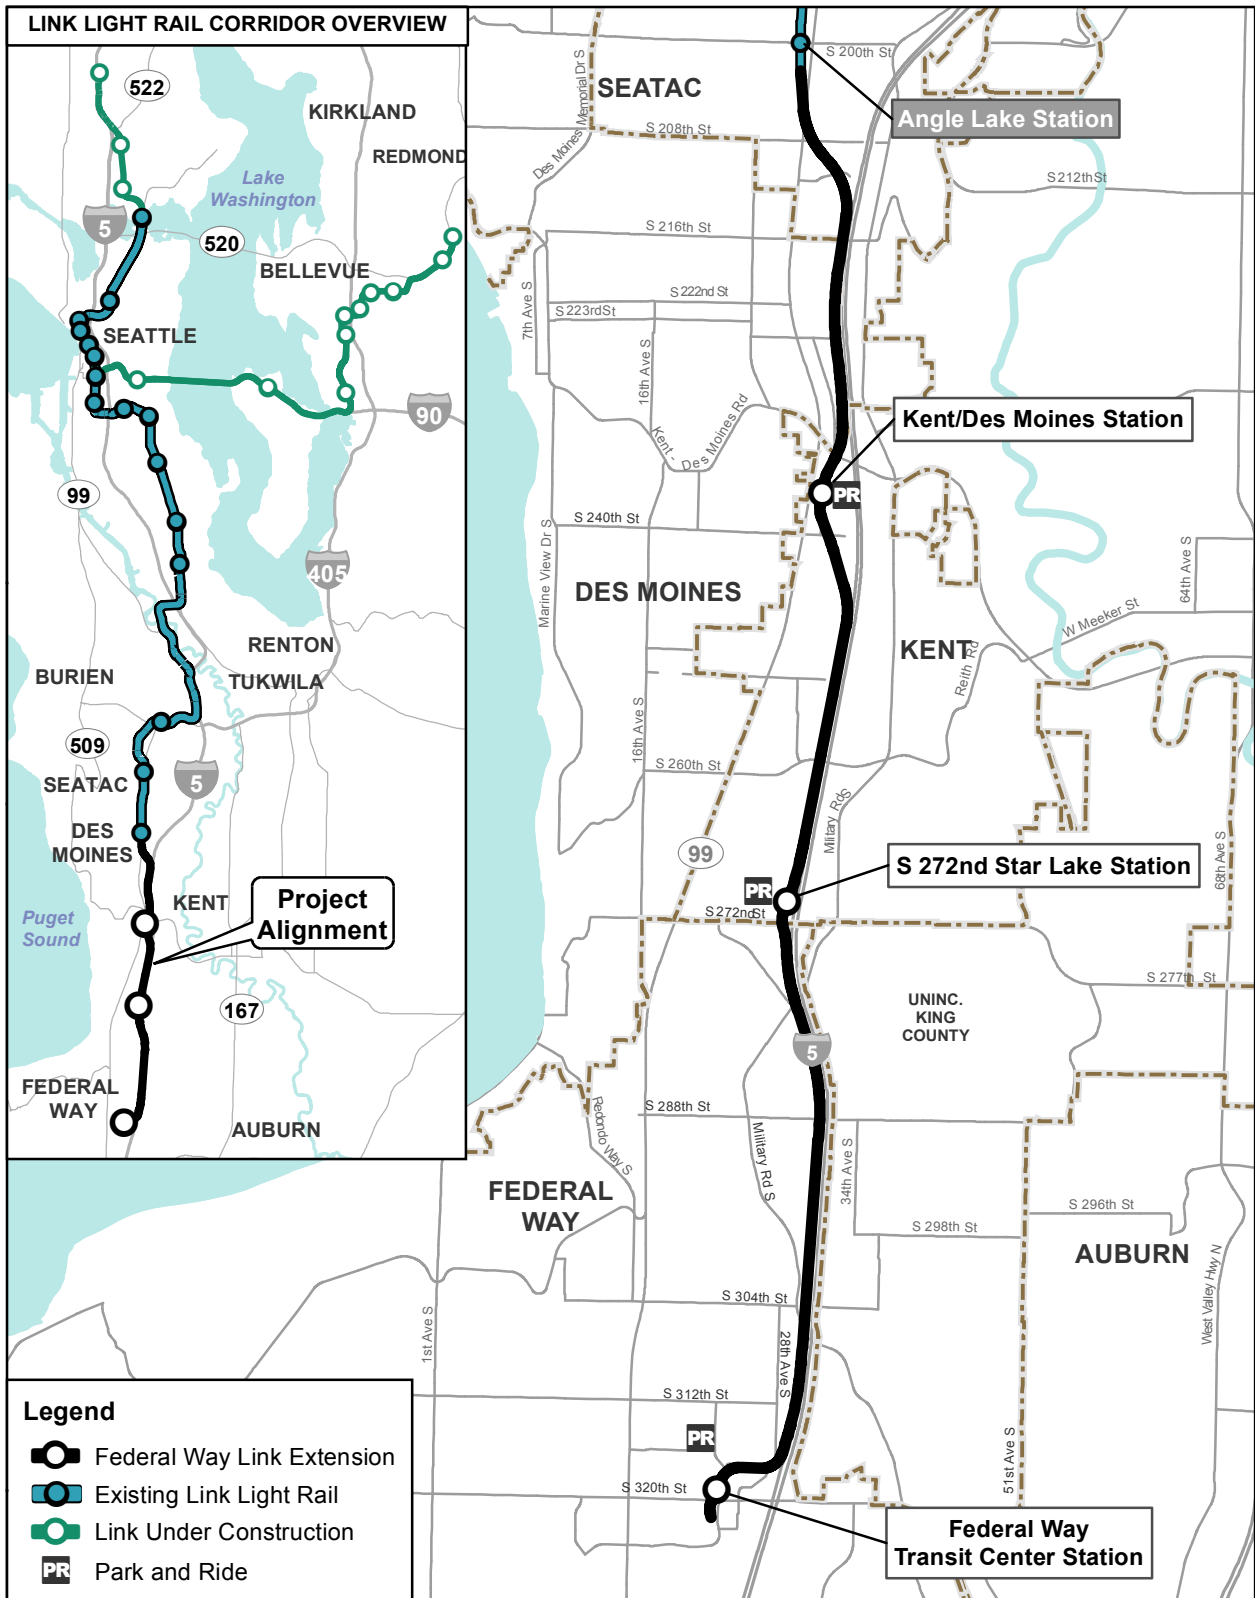 LINK LIGHT RAIL CORRIDOR OVERVIEW
522
KIRKLAND
REDMOND
Lake
Washington
5
520
BELLEVUE
SEATTLE
90
99
405
RENTON
BURIEN
TUKWILA
509
5
SEATAC
DES
MOINES
KENT
Project
Alignment
Puget
Sound
167
FEDERAL
WAY
AUBURN
S 200th St
SEATAC
Des Moines Memorial Dr S
Angle Lake Station
S 208th St
S 212th St
S 216th St
7th Ave S
S 222nd St
S 223rd St
16th Ave S
Kent - Des Moines Rd
Kent/Des Moines Station
PR
S 240th St
Marine View Dr S
DES MOINES
64th Ave S
W Meeker St
KENT
Reith Rd
16th Ave S
S 260th St
Military Rd S
99
S 272nd Star Lake Station
68th Ave S
PR
S 272nd St
S 277th St
UNINC.
KING
COUNTY
5
Redondo Way S
S 288th St
Military Rd S
34th Ave S
FEDERAL
WAY
S 296th St
S 298th St
AUBURN
West Valley Hwy N
S 304th St
1st Ave S
28th Ave S
S 312th St
PR
51st Ave S
S 320th St
Federal Way
Transit Center Station
Legend
Federal Way Link Extension
Existing Link Light Rail
Link Under Construction
PR Park and Ride